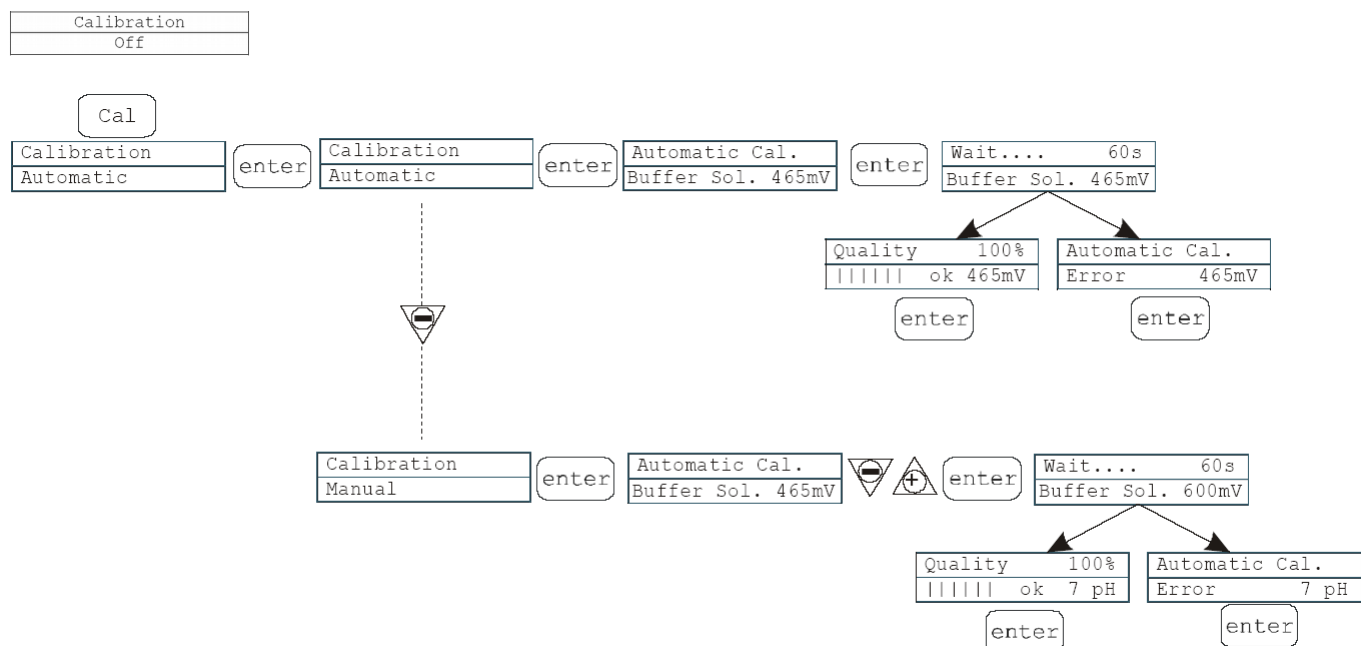 Calibration
Off
Cal
Calibration
Automatic
enter
Calibration
Automatic
enter
Automatic Cal.
Buffer Sol. 465mV
enter
Wait.... 60s
Buffer Sol. 465mV
Quality 100%
|||||| ok 465mV
enter
Automatic Cal.
Error 465mV
enter
Calibration
Manual
enter
Automatic Cal.
Buffer Sol. 465mV
enter
Wait.... 60s
Buffer Sol. 600mV
Quality 100%
|||||| ok 7 pH
enter
Automatic Cal.
Error 7 pH
enter